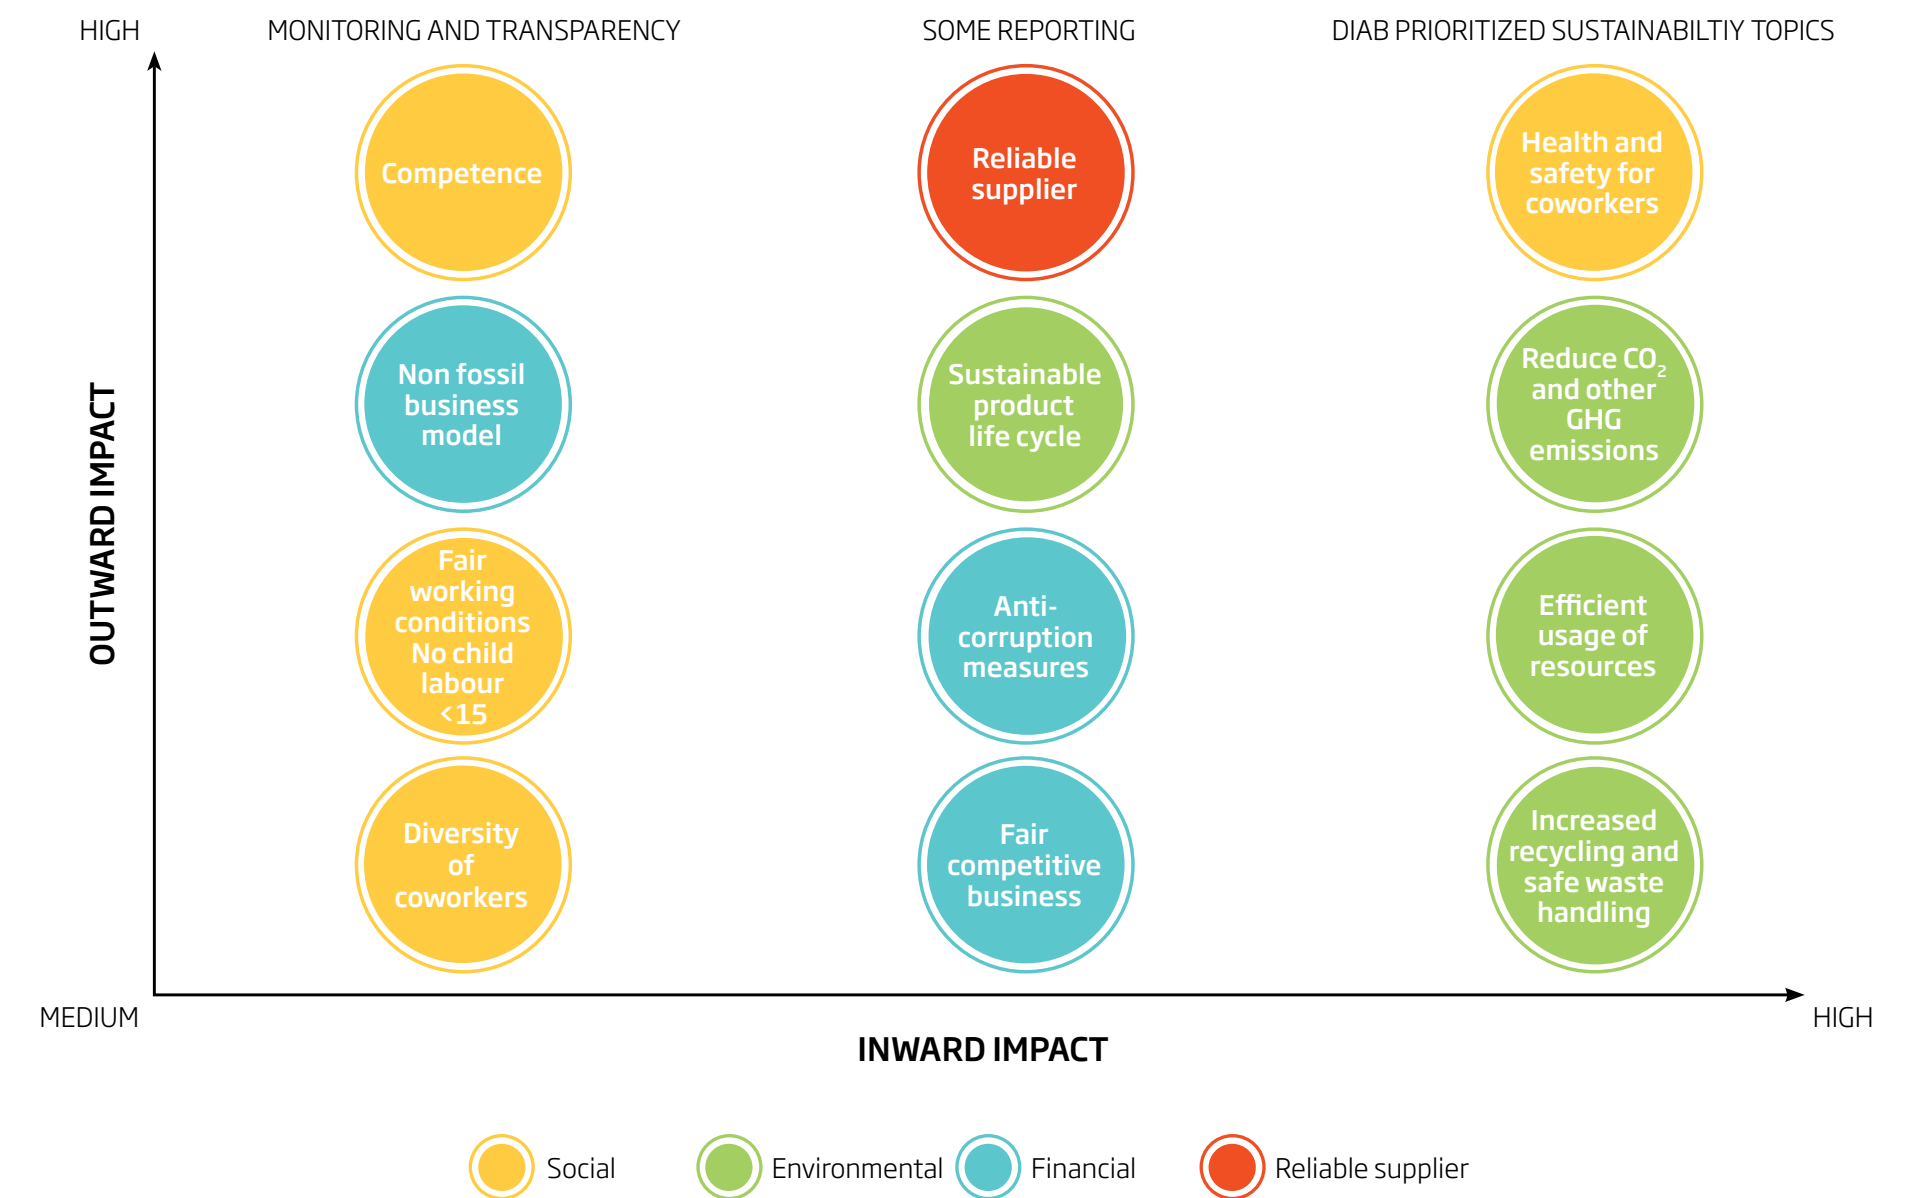 HIGH
MONITORING AND TRANSPARENCY
SOME REPORTING
DIAB PRIORITIZED SUSTAINABILTIY TOPICS
OUTWARD IMPACT
Competence
Reliable
supplier
Health and
safety for
coworkers
Non fossil
business
model
Sustainable
product
life cycle
Reduce CO₂
and other
GHG
emissions
Fair
working
conditions
No child
labour
<15
Anti-
corruption
measures
Efficient
usage of
resources
Diversity
of
coworkers
Fair
competitive
business
Increased
recycling and
safe waste
handling
MEDIUM
HIGH
INWARD IMPACT
Social
Environmental
Financial
Reliable supplier